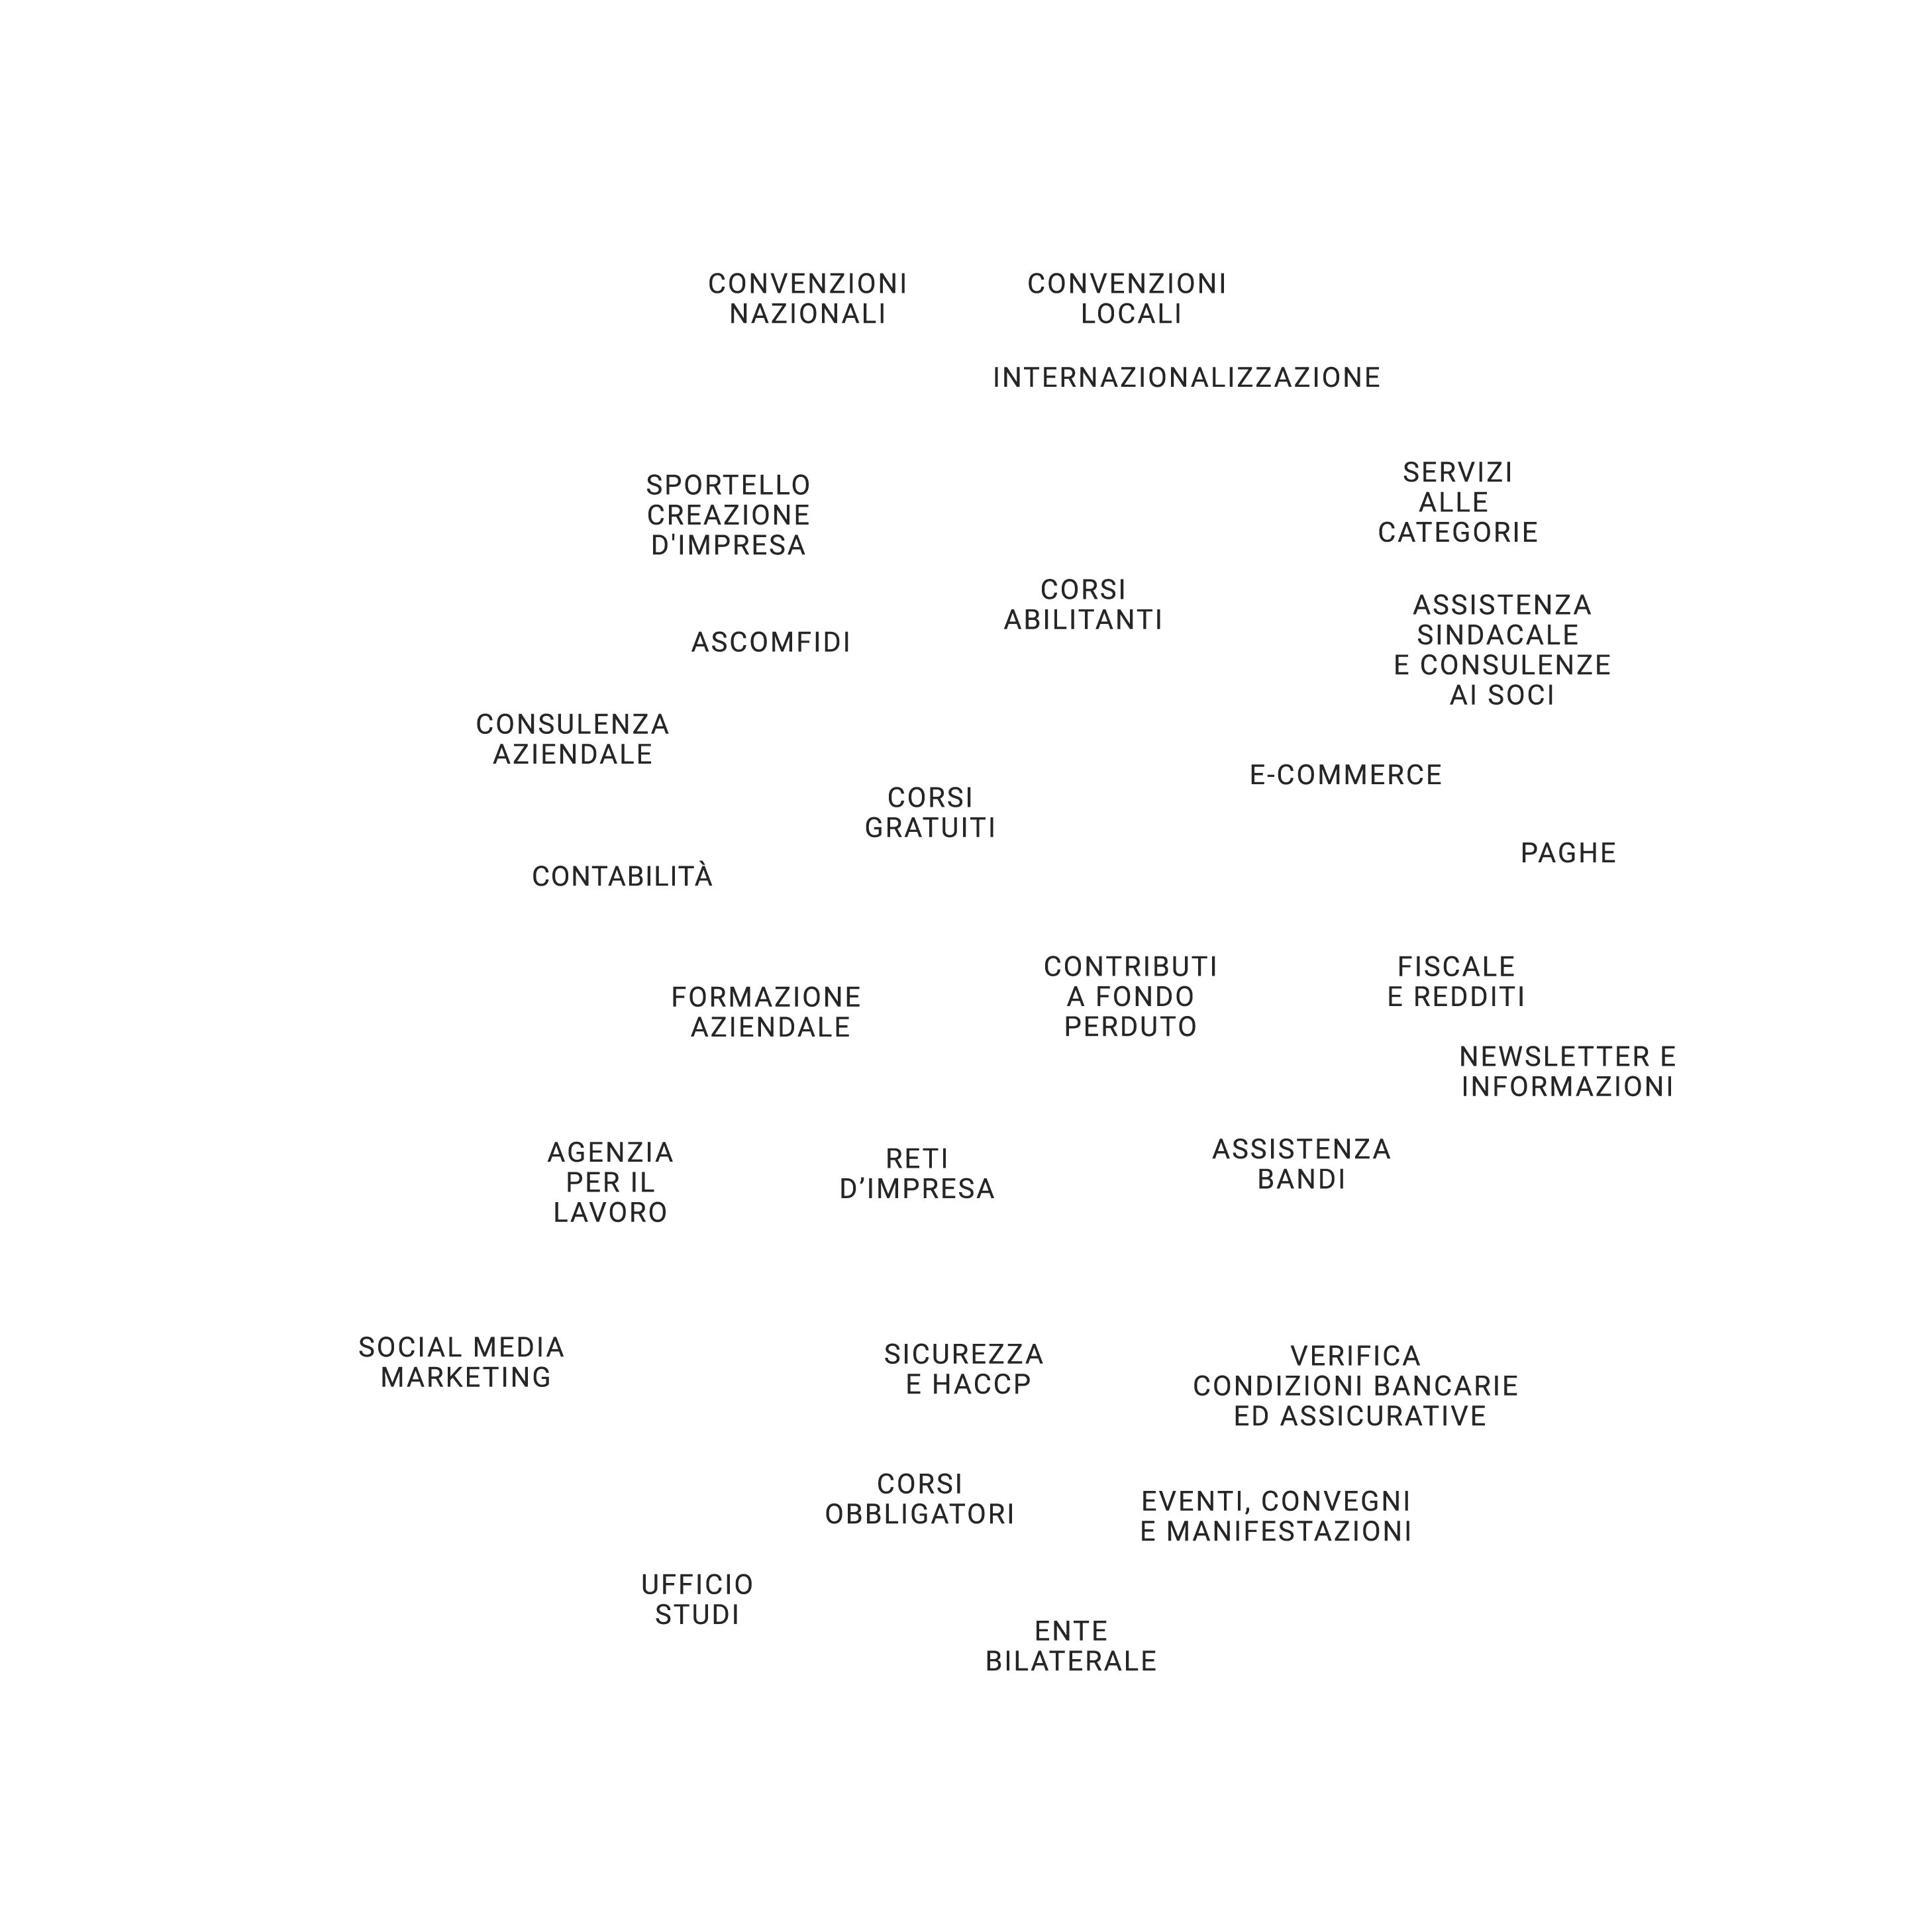 CONVENZIONI
NAZIONALI
CONVENZIONI
LOCALI
INTERNAZIONALIZZAZIONE
SPORTELLO
CREAZIONE
D'IMPRESA
SERVIZI
ALLE
CATEGORIE
CORSI
ABILITANTI
ASSISTENZA
SINDACALE
E CONSULENZE
AI SOCI
ASCOMFIDI
CONSULENZA
AZIENDALE
E-COMMERCE
CORSI
GRATUITI
PAGHE
CONTABILITÀ
CONTRIBUTI
A FONDO
PERDUTO
FISCALE
E REDDITI
FORMAZIONE
AZIENDALE
NEWSLETTER E
INFORMAZIONI
AGENZIA
PER IL
LAVORO
RETI
D’IMPRESA
ASSISTENZA
BANDI
SOCIAL MEDIA
MARKETING
SICUREZZA
E HACCP
VERIFICA
CONDIZIONI BANCARIE
ED ASSICURATIVE
CORSI
OBBLIGATORI
EVENTI, CONVEGNI
E MANIFESTAZIONI
UFFICIO
STUDI
ENTE
BILATERALE